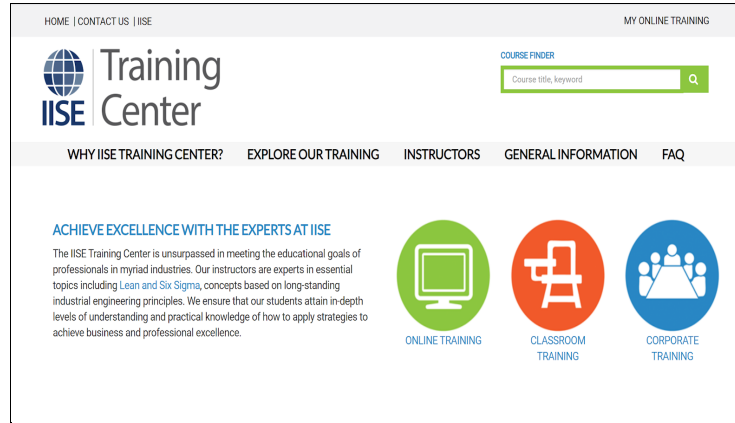 HOME | CONTACT US | IISE
MY ONLINE TRAINING
IISE
Training
Center
COURSE FINDER
Course title, keyword
WHY IISE TRAINING CENTER?
EXPLORE OUR TRAINING
INSTRUCTORS
GENERAL INFORMATION
FAQ
ACHIEVE EXCELLENCE WITH THE EXPERTS AT IISE
The IISE Training Center is unsurpassed in meeting the educational goals of
professionals in myriad industries. Our instructors are experts in essential
topics including Lean and Six Sigma, concepts based on long-standing
industrial engineering principles. We ensure that our students attain in-depth
levels of understanding and practical knowledge of how to apply strategies to
achieve business and professional excellence.
ONLINE TRAINING
CLASSROOM
TRAINING
CORPORATE
TRAINING